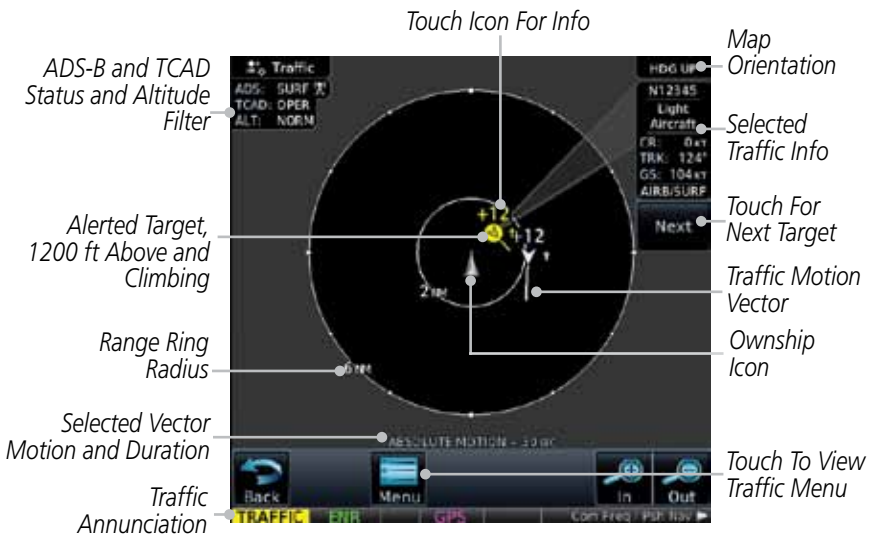 Touch Icon For Info
ADS-B and TCAD
Status and Altitude
Filter
Map
Orientation
Traffic
ADS: SURF
TCAD: OPER
ALT: NORM
HDG UP
N12345
Light
Aircraft
CR: 0KT
TRK: 124°
GS: 104KT
AIRB/SURF
Next
Selected
Traffic Info
Touch For
Next Target
Alerted Target,
1200 ft Above and
Climbing
+12
+12
Traffic Motion
Vector
2NM
Ownship
Icon
Range Ring
Radius
6NM
Selected Vector
Motion and Duration
ABSOLUTE MOTION -
Back
Menu
In
Out
Touch To View
Traffic Menu
Traffic
Annunciation
TRAFFIC
ENR
GPS
Com Freq / Psh Nav